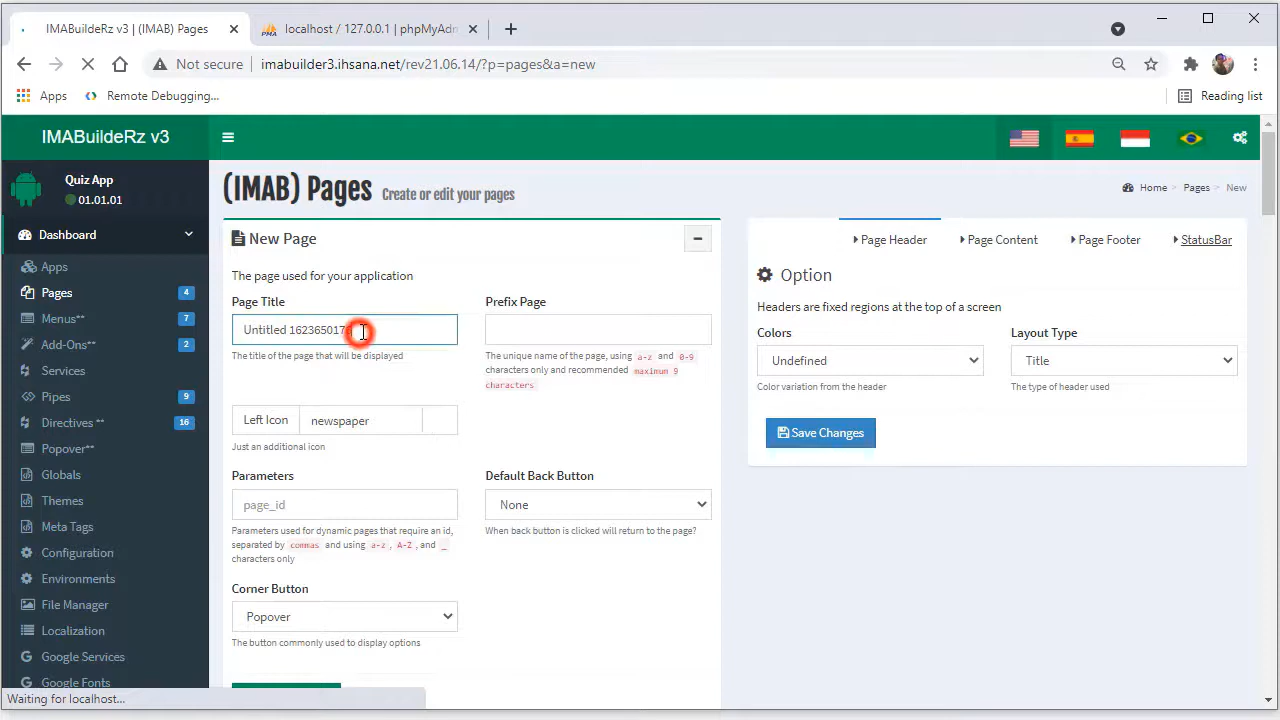 IMABuildeRz v3 | (IMAB) Pages
localhost / 127.0.0.1 | phpMyAdn
Not secure
imabuilder3.ihsana.net/rev21.06.14/?p=pages&a=new
Apps
Remote Debugging...
Reading list
IMABuildeRz v3
Quiz App
01.01.01
Dashboard
Apps
Pages 4
Menus** 7
Add-Ons** 2
Services
Pipes 9
Directives ** 16
Popover**
Globals
Themes
Meta Tags
Configuration
Environments
File Manager
Localization
Google Services
Google Fonts
(IMAB) Pages Create or edit your pages
Home > Pages > New
New Page
The page used for your application
Page Title
Untitled 162365017
The title of the page that will be displayed
Prefix Page
The unique name of the page, using a-z and 0-9
characters only and recommended maximum 9
characters
Left Icon newspaper
Just an additional icon
Parameters
page_id
Parameters used for dynamic pages that require an id,
separated by commas and using a-z, A-Z, and _
characters only
Default Back Button
None
When back button is clicked will return to the page?
Corner Button
Popover
The button commonly used to display options
Page Header
Page Content
Page Footer
StatusBar
Option
Headers are fixed regions at the top of a screen
Colors
Undefined
Color variation from the header
Layout Type
Title
The type of header used
Save Changes
Waiting for localhost...